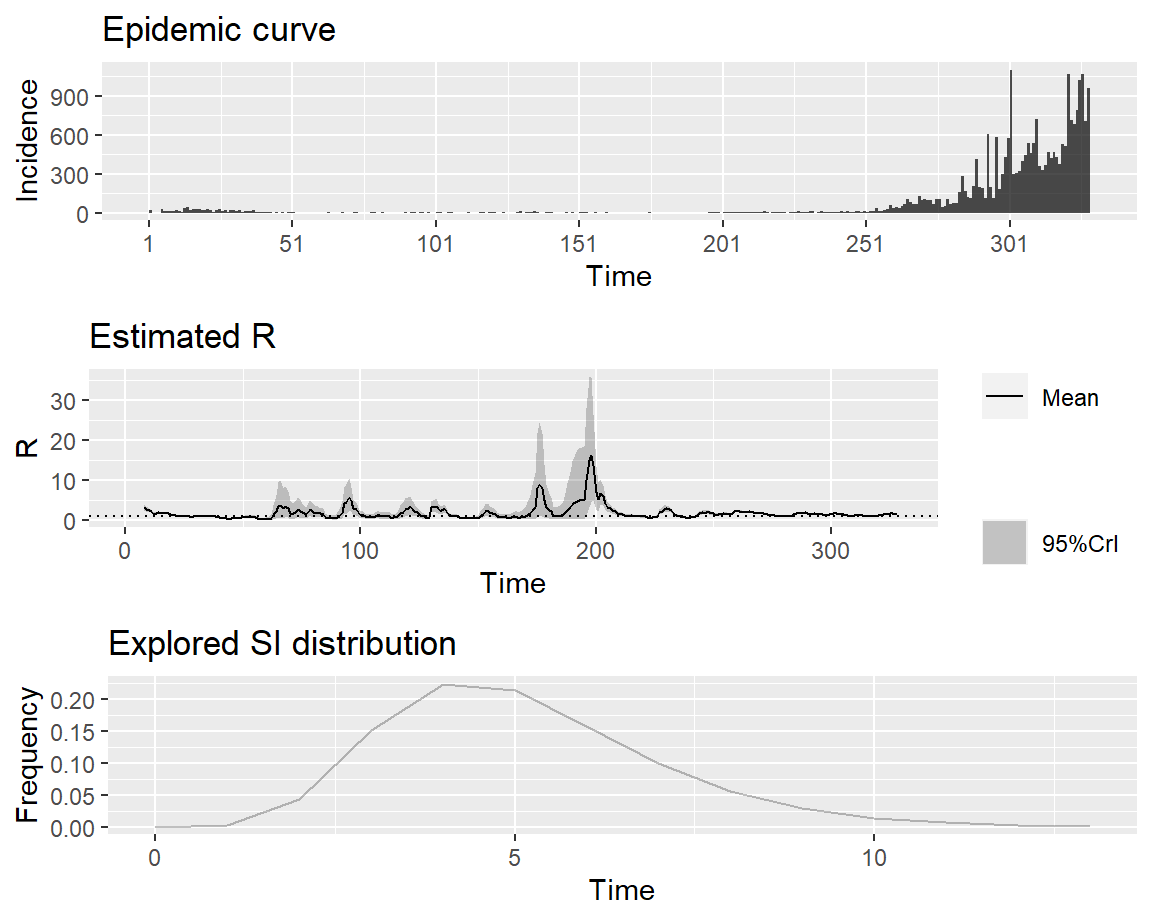 Epidemic curve
Incidence
900
600
300
0
1 51 101 151 201 251 301
Time
Estimated R
R
30
20
10
0
0 100 200 300
Time
Mean
95%CrI
Explored SI distribution
Frequency
0.20
0.15
0.10
0.05
0.00
0 5 10
Time